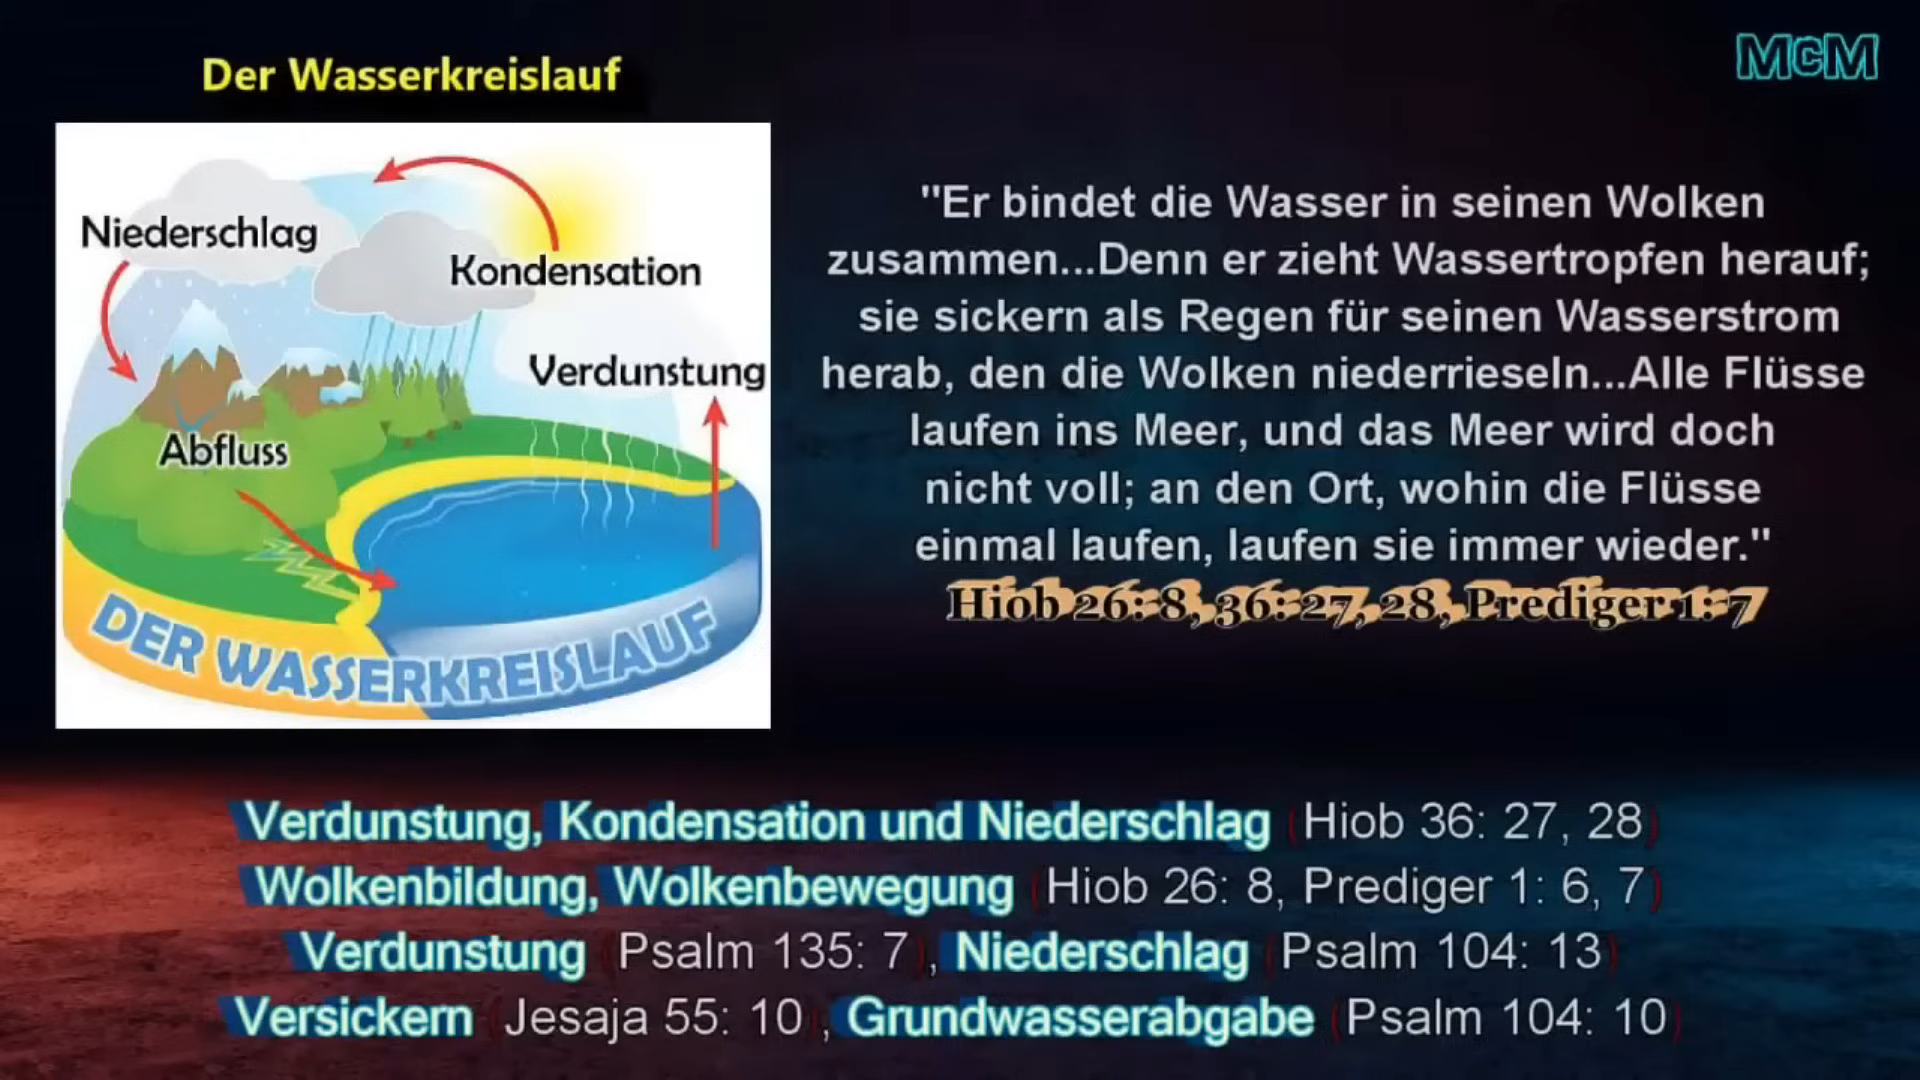 Der Wasserkreislauf
McM
Niederschlag
Kondensation
Verdunstung
Abfluss
DER WASSERKREISLAUF
"Er bindet die Wasser in seinen Wolken
zusammen...Denn er zieht Wassertropfen herauf;
sie sickern als Regen für seinen Wasserstrom
herab, den die Wolken niederrieseln...Alle Flüsse
laufen ins Meer, und das Meer wird doch
nicht voll; an den Ort, wohin die Flüsse
einmal laufen, laufen sie immer wieder."
Hiob 26: 8, 36: 27, 28, Prediger 1: 7
Verdunstung, Kondensation und Niederschlag (Hiob 36: 27, 28)
Wolkenbildung, Wolkenbewegung (Hiob 26: 8, Prediger 1: 6, 7)
Verdunstung (Psalm 135: 7), Niederschlag (Psalm 104: 13)
Versickern (Jesaja 55: 10), Grundwasserabgabe (Psalm 104: 10)